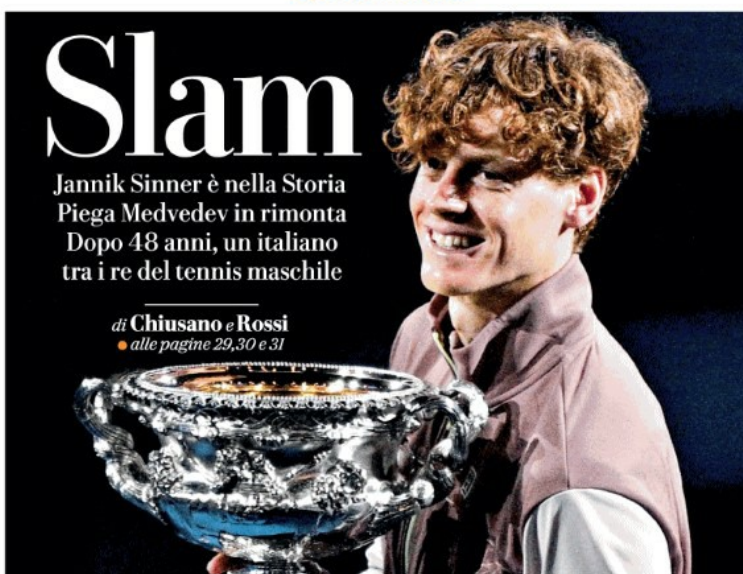 Slam
Jannik Sinner è nella Storia
Piega Medvedev in rimonta
Dopo 48 anni, un italiano
tra i re del tennis maschile
di Chiusano e Rossi
alle pagine 29,30 e 31